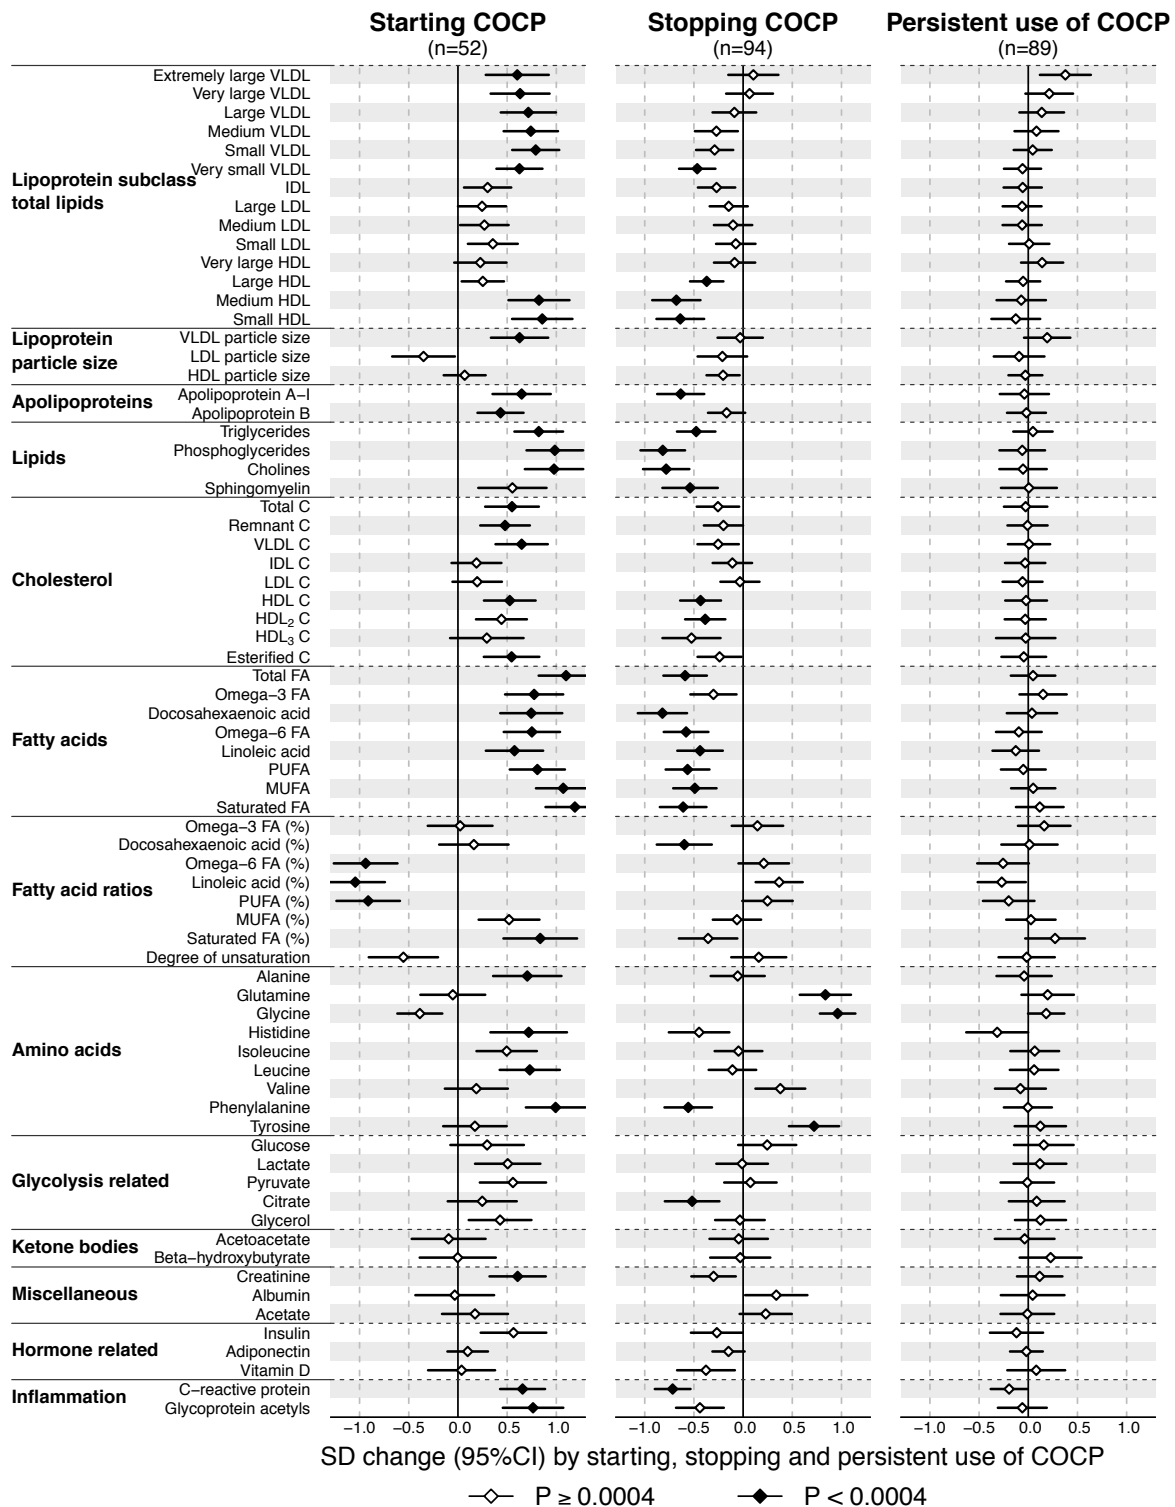 Starting COCP
(n=52)
Stopping COCP
(n=94)
Persistent use of COCP
(n=89)
Lipoprotein subclass
total lipids
Extremely large VLDL
Very large VLDL
Large VLDL
Medium VLDL
Small VLDL
Very small VLDL
IDL
Large LDL
Medium LDL
Small LDL
Very large HDL
Large HDL
Medium HDL
Small HDL
Lipoprotein
particle size
VLDL particle size
LDL particle size
HDL particle size
Apolipoproteins
Apolipoprotein A−I
Apolipoprotein B
Lipids
Triglycerides
Phosphoglycerides
Cholines
Sphingomyelin
Cholesterol
Total C
Remnant C
VLDL C
IDL C
LDL C
HDL C
HDL₂ C
HDL₃ C
Esterified C
Fatty acids
Total FA
Omega−3 FA
Docosahexaenoic acid
Omega−6 FA
Linoleic acid
PUFA
MUFA
Saturated FA
Fatty acid ratios
Omega−3 FA (%)
Docosahexaenoic acid (%)
Omega−6 FA (%)
Linoleic acid (%)
PUFA (%)
MUFA (%)
Saturated FA (%)
Degree of unsaturation
Amino acids
Alanine
Glutamine
Glycine
Histidine
Isoleucine
Leucine
Valine
Phenylalanine
Tyrosine
Glycolysis related
Glucose
Lactate
Pyruvate
Citrate
Glycerol
Ketone bodies
Acetoacetate
Beta−hydroxybutyrate
Miscellaneous
Creatinine
Albumin
Acetate
Hormone related
Insulin
Adiponectin
Vitamin D
Inflammation
C−reactive protein
Glycoprotein acetyls
−1.0 −0.5 0.0 0.5 1.0
−1.0 −0.5 0.0 0.5 1.0
−1.0 −0.5 0.0 0.5 1.0
SD change (95%CI) by starting, stopping and persistent use of COCP
P ≥ 0.0004
P < 0.0004